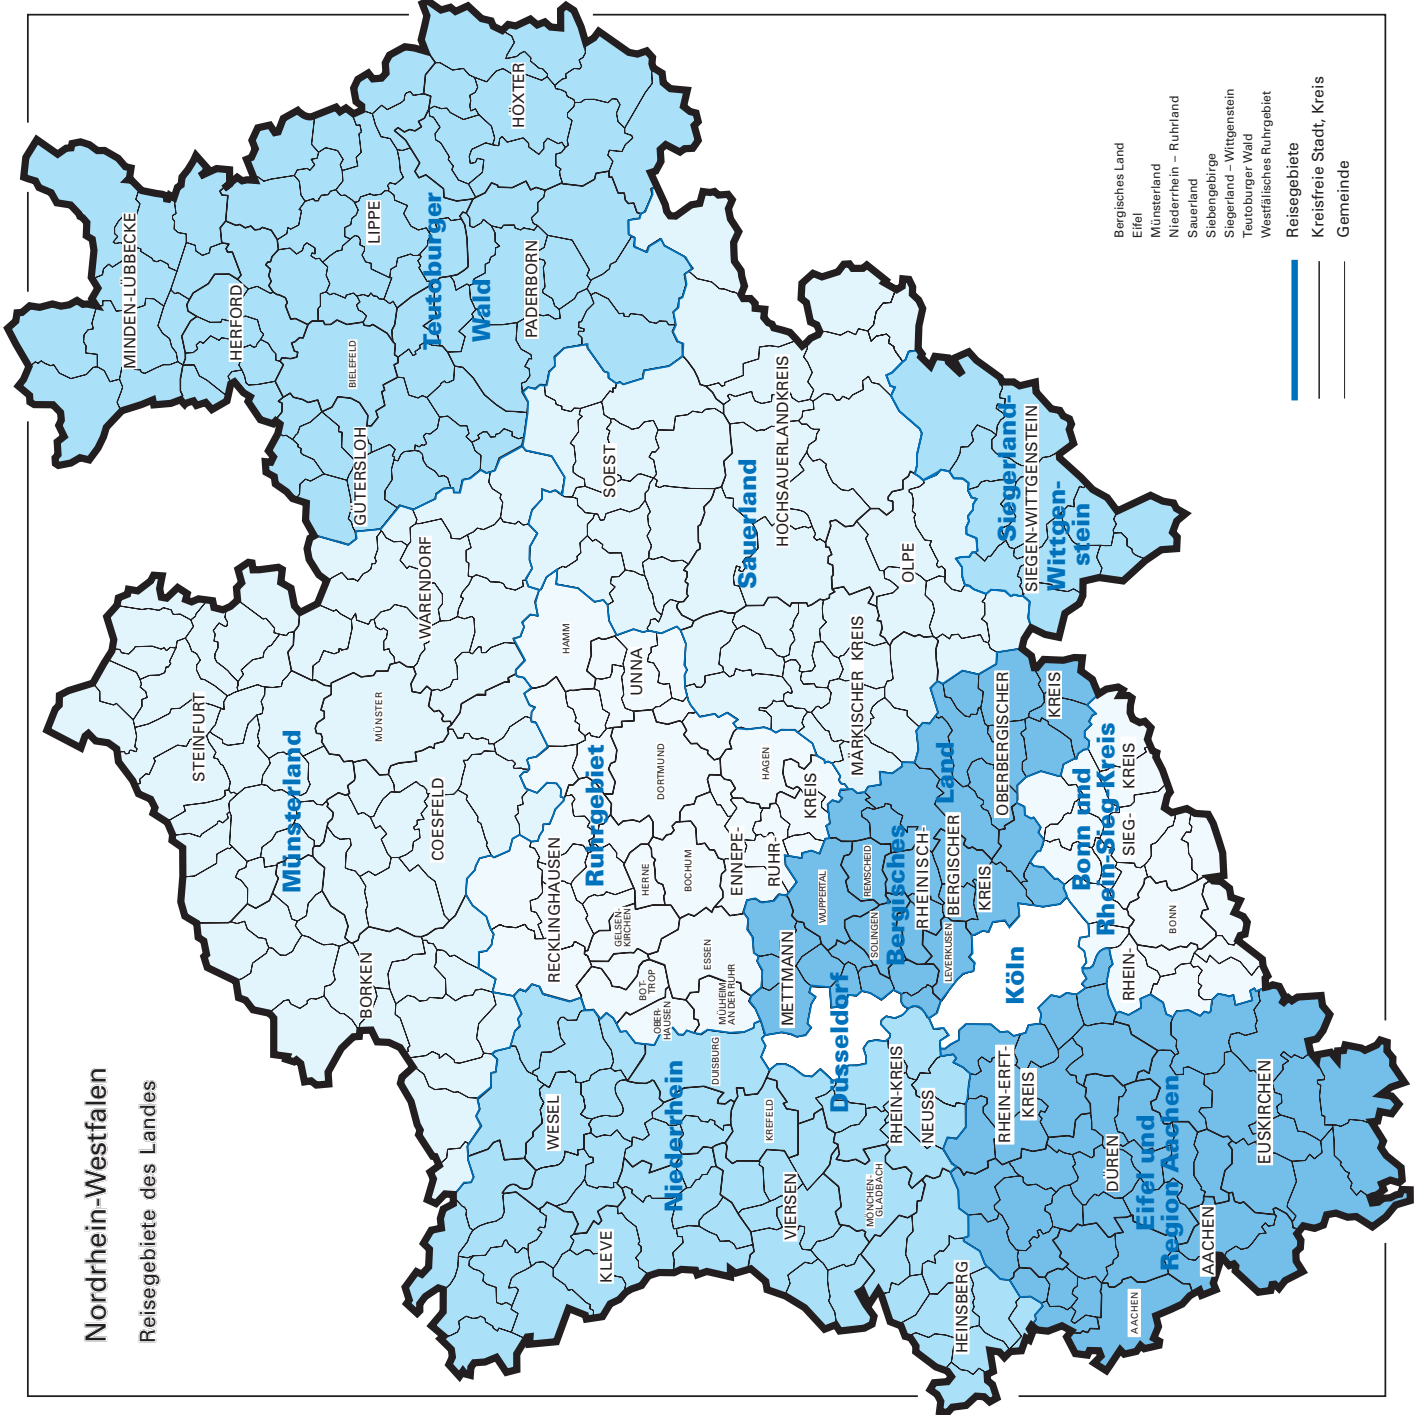 Nordrhein-Westfalen
Reisegebiete des Landes
MINDEN-LÜBBECKE
STEINFURT
HERFORD
Münsterland
BIELEFELD
LIPPE
GÜTERSLOH
MÜNSTER
BORKEN
Teutoburger
Wald
WARENDORF
COESFELD
HÖXTER
PADERBORN
RECKLINGHAUSEN
WESEL
HAMM
SOEST
Ruhrgebiet
KLEVE
UNNA
GELSEN-
KIRCHEN
HERNE
BOT-
TROP
OBER-
HAUSEN
DORTMUND
BOCHUM
Niederrhein
ESSEN
MÜLHEIM/
AN DER RUHR
DUISBURG
ENNEPE-
RUHR-
KREIS
HAGEN
Sauerland
HOCHSAUERLANDKREIS
KREFELD
VIERSEN
METTMANN
WUPPERTAL
Düsseldorf
MÄRKISCHER KREIS
REMSCHEID
SOLINGEN
MÖNCHEN-
GLADBACH
RHEIN-KREIS
NEUSS
Bergisches
Land
OLPE
RHEINISCH-
BERGISCHER
KREIS
LEVERKUSEN
HEINSBERG
OBERBERGISCHER
KREIS
Köln
RHEIN-ERFT-
KREIS
Siegerland-
Wittgen-
stein
SIEGEN-WITTGENSTEIN
Bonn und
Rhein-Sieg-Kreis
RHEIN-
SIEG-
KREIS
BONN
DÜREN
Eifel und
Region Aachen
AACHEN
AACHEN
EUSKIRCHEN
Bergisches Land
Eifel
Münsterland
Niederrhein – Ruhrland
Sauerland
Siebengebirge
Siegerland – Wittgenstein
Teutoburger Wald
Westfälisches Ruhrgebiet
Reisegebiete
Kreisfreie Stadt, Kreis
Gemeinde